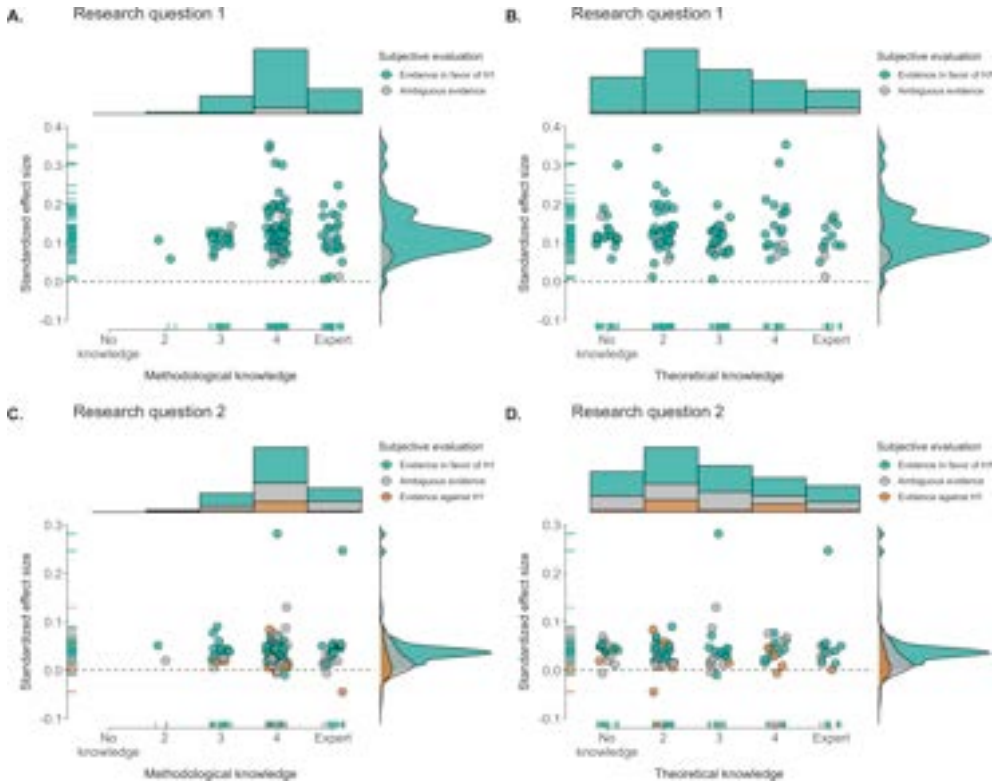 A. Research question 1
Subjective evaluation
Evidence in favor of H1
Ambiguous evidence
Standardized effect size
0.4
0.3
0.2
0.1
0.0
-0.1
No
knowledge
2
3
4
Expert
Methodological knowledge
B. Research question 1
Subjective evaluation
Evidence in favor of H1
Ambiguous evidence
Standardized effect size
0.4
0.3
0.2
0.1
0.0
-0.1
No
knowledge
2
3
4
Expert
Theoretical knowledge
C. Research question 2
Subjective evaluation
Evidence in favor of H1
Ambiguous evidence
Evidence against H1
Standardized effect size
0.3
0.2
0.1
0.0
-0.1
No
knowledge
2
3
4
Expert
Methodological knowledge
D. Research question 2
Subjective evaluation
Evidence in favor of H1
Ambiguous evidence
Evidence against H1
Standardized effect size
0.3
0.2
0.1
0.0
-0.1
No
knowledge
2
3
4
Expert
Theoretical knowledge